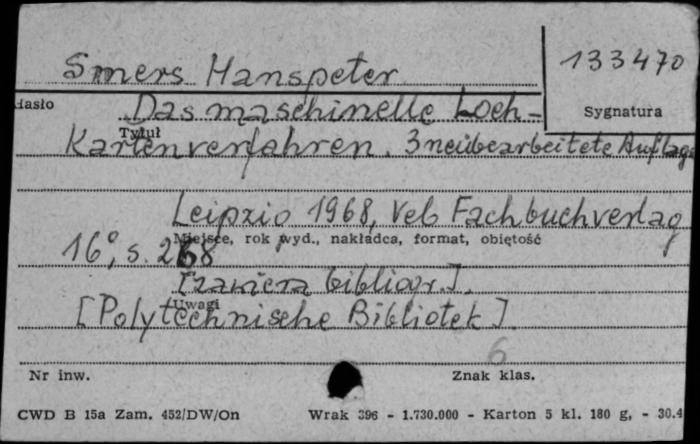 Smers Hanspeter
133470
Hasło
Das maschinelle Loch-
Sygnatura
Tytuł
Kartenverfahren. 3 neübearbeitete Auflage
Leipzig 1968, Veb Fachbuchverlag
Miejsce, rok wyd., nakładca, format, objętość
16°, s. 268
[zawiera bibliogr.].
Uwagi
[Polytechnische Bibliotek].
6
Nr inw.
Znak klas.
CWD B 15a Zam. 452/DW/On
Wrak 396 - 1.730.000 - Karton 5 kl. 180 g, - 30.4